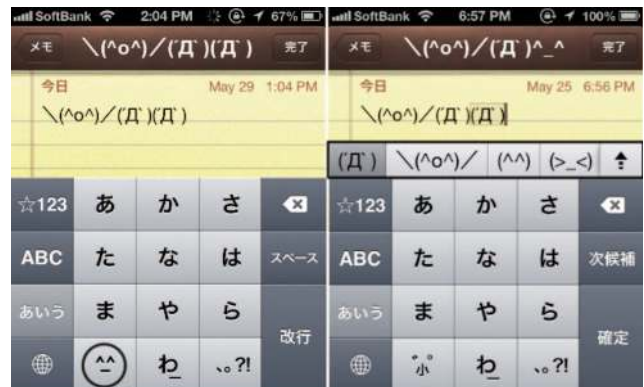 SoftBank 2:04 PM 67%
メモ \(^o^)/(´Д` )(´Д` ) 完了
今日 May 29 1:04 PM
\(^o^)/(´Д` )(´Д` )
☆123 あ か さ
ABC た な は スペース
あいう ま や ら 改行
^_^ わ_ 、。?!
SoftBank 6:57 PM 100%
メモ \(^o^)/(´Д` )^_^ 完了
今日 May 25 6:56 PM
\(^o^)/(´Д` )(´Д` )
(´Д` ) \(^o^)/ (^^) (>_<)
☆123 あ か さ
ABC た な は 次候補
あいう ま や ら 確定
小 ゛゜ わ_ 、。?!